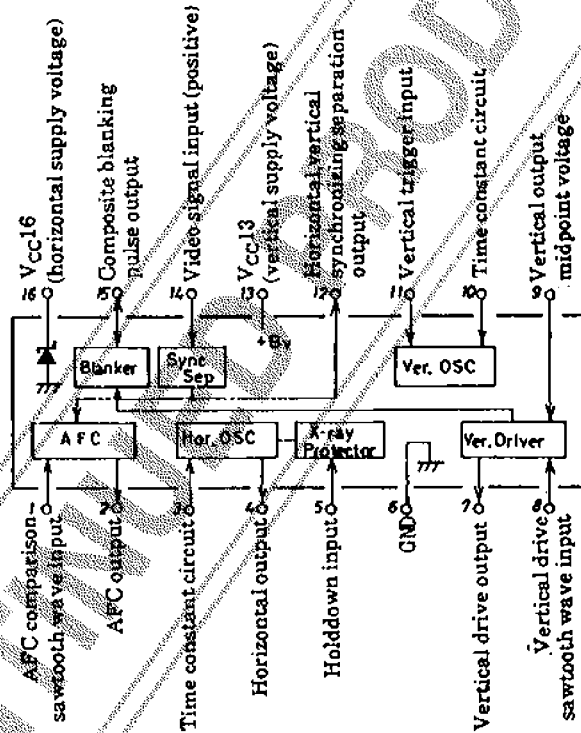 VCC16
(horizontal supply voltage)
Composite blanking
pulse output
Video signal input (positive)
VCC13
(vertical supply voltage)
Horizontal vertical
synchronizing separation
output
Vertical trigger input
Time constant circuit
Vertical output
midpoint voltage
16
15
14
13
12
11
10
9
+Bv
Blanker
Sync
Sep
Ver. OSC
AFC
Hor. OSC
X-ray
Protector
Ver. Driver
1
2
3
4
5
6
7
8
AFC comparison
sawtooth wave input
AFC output
Time constant circuit
Horizontal output
Holddown input
GND
Vertical drive output
Vertical drive
sawtooth wave input